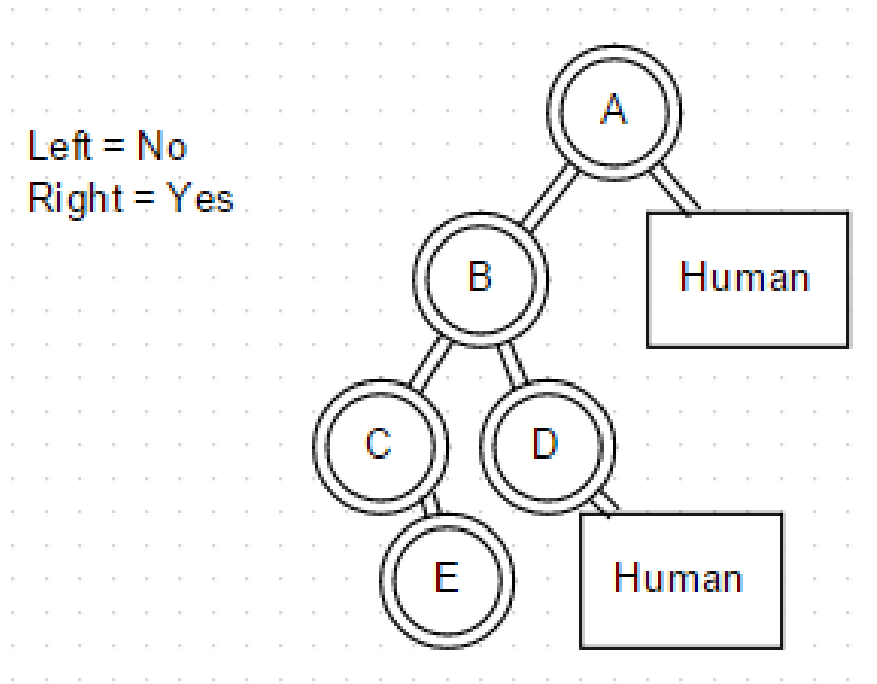 A
Left = No
Right = Yes
B
Human
C
D
E
Human